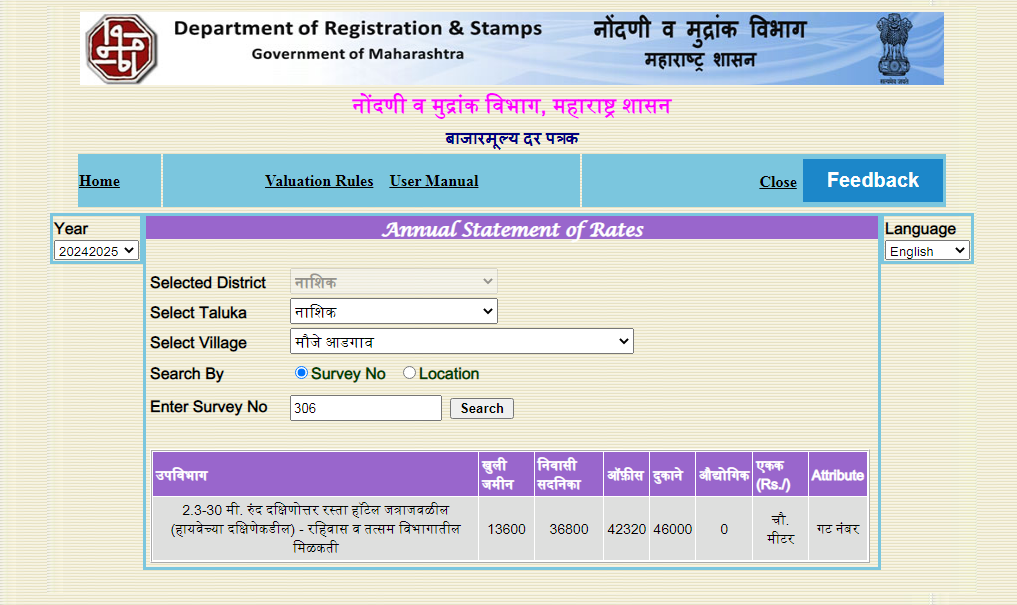 Department of Registration & Stamps
Government of Maharashtra
नोंदणी व मुद्रांक विभाग
महाराष्ट्र शासन
सत्यमेव जयते
नोंदणी व मुद्रांक विभाग, महाराष्ट्र शासन
बाजारमूल्य दर पत्रक
Home Valuation Rules User Manual Close Feedback
Year Annual Statement of Rates Language
20242025 English
Selected District नाशिक
Select Taluka नाशिक
Select Village मौजे आडगाव
Search By Survey No Location
Enter Survey No 306 Search
उपविभाग खुली जमीन निवासी सदनिका ऑफ़ीस दुकाने औद्योगिक एकक (Rs./) Attribute
2.3-30 मी. रुंद दक्षिणोत्तर रस्ता हॉटेल जत्राजवळील
(हायवेच्या दक्षिणेकडील) - रहिवास व तत्सम विभागातील
मिळकती
13600 36800 42320 46000 0 चौ. मीटर गट नंबर